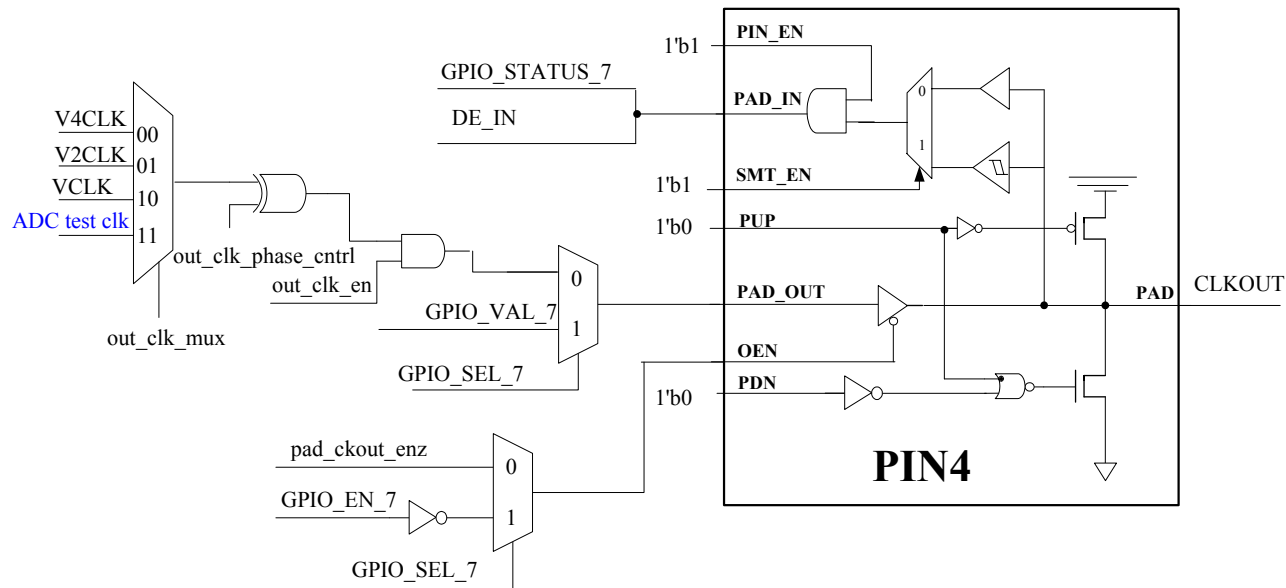 PIN_EN
1'b1
GPIO_STATUS_7
PAD_IN
0
DE_IN
V4CLK
00
V2CLK
01
VCLK
10
ADC test clk
11
1
1'b1
SMT_EN
1'b0
PUP
out_clk_phase_cntrl
out_clk_en
0
PAD_OUT
PAD
CLKOUT
GPIO_VAL_7
1
out_clk_mux
OEN
GPIO_SEL_7
1'b0
PDN
pad_ckout_enz
0
PIN4
GPIO_EN_7
1
GPIO_SEL_7